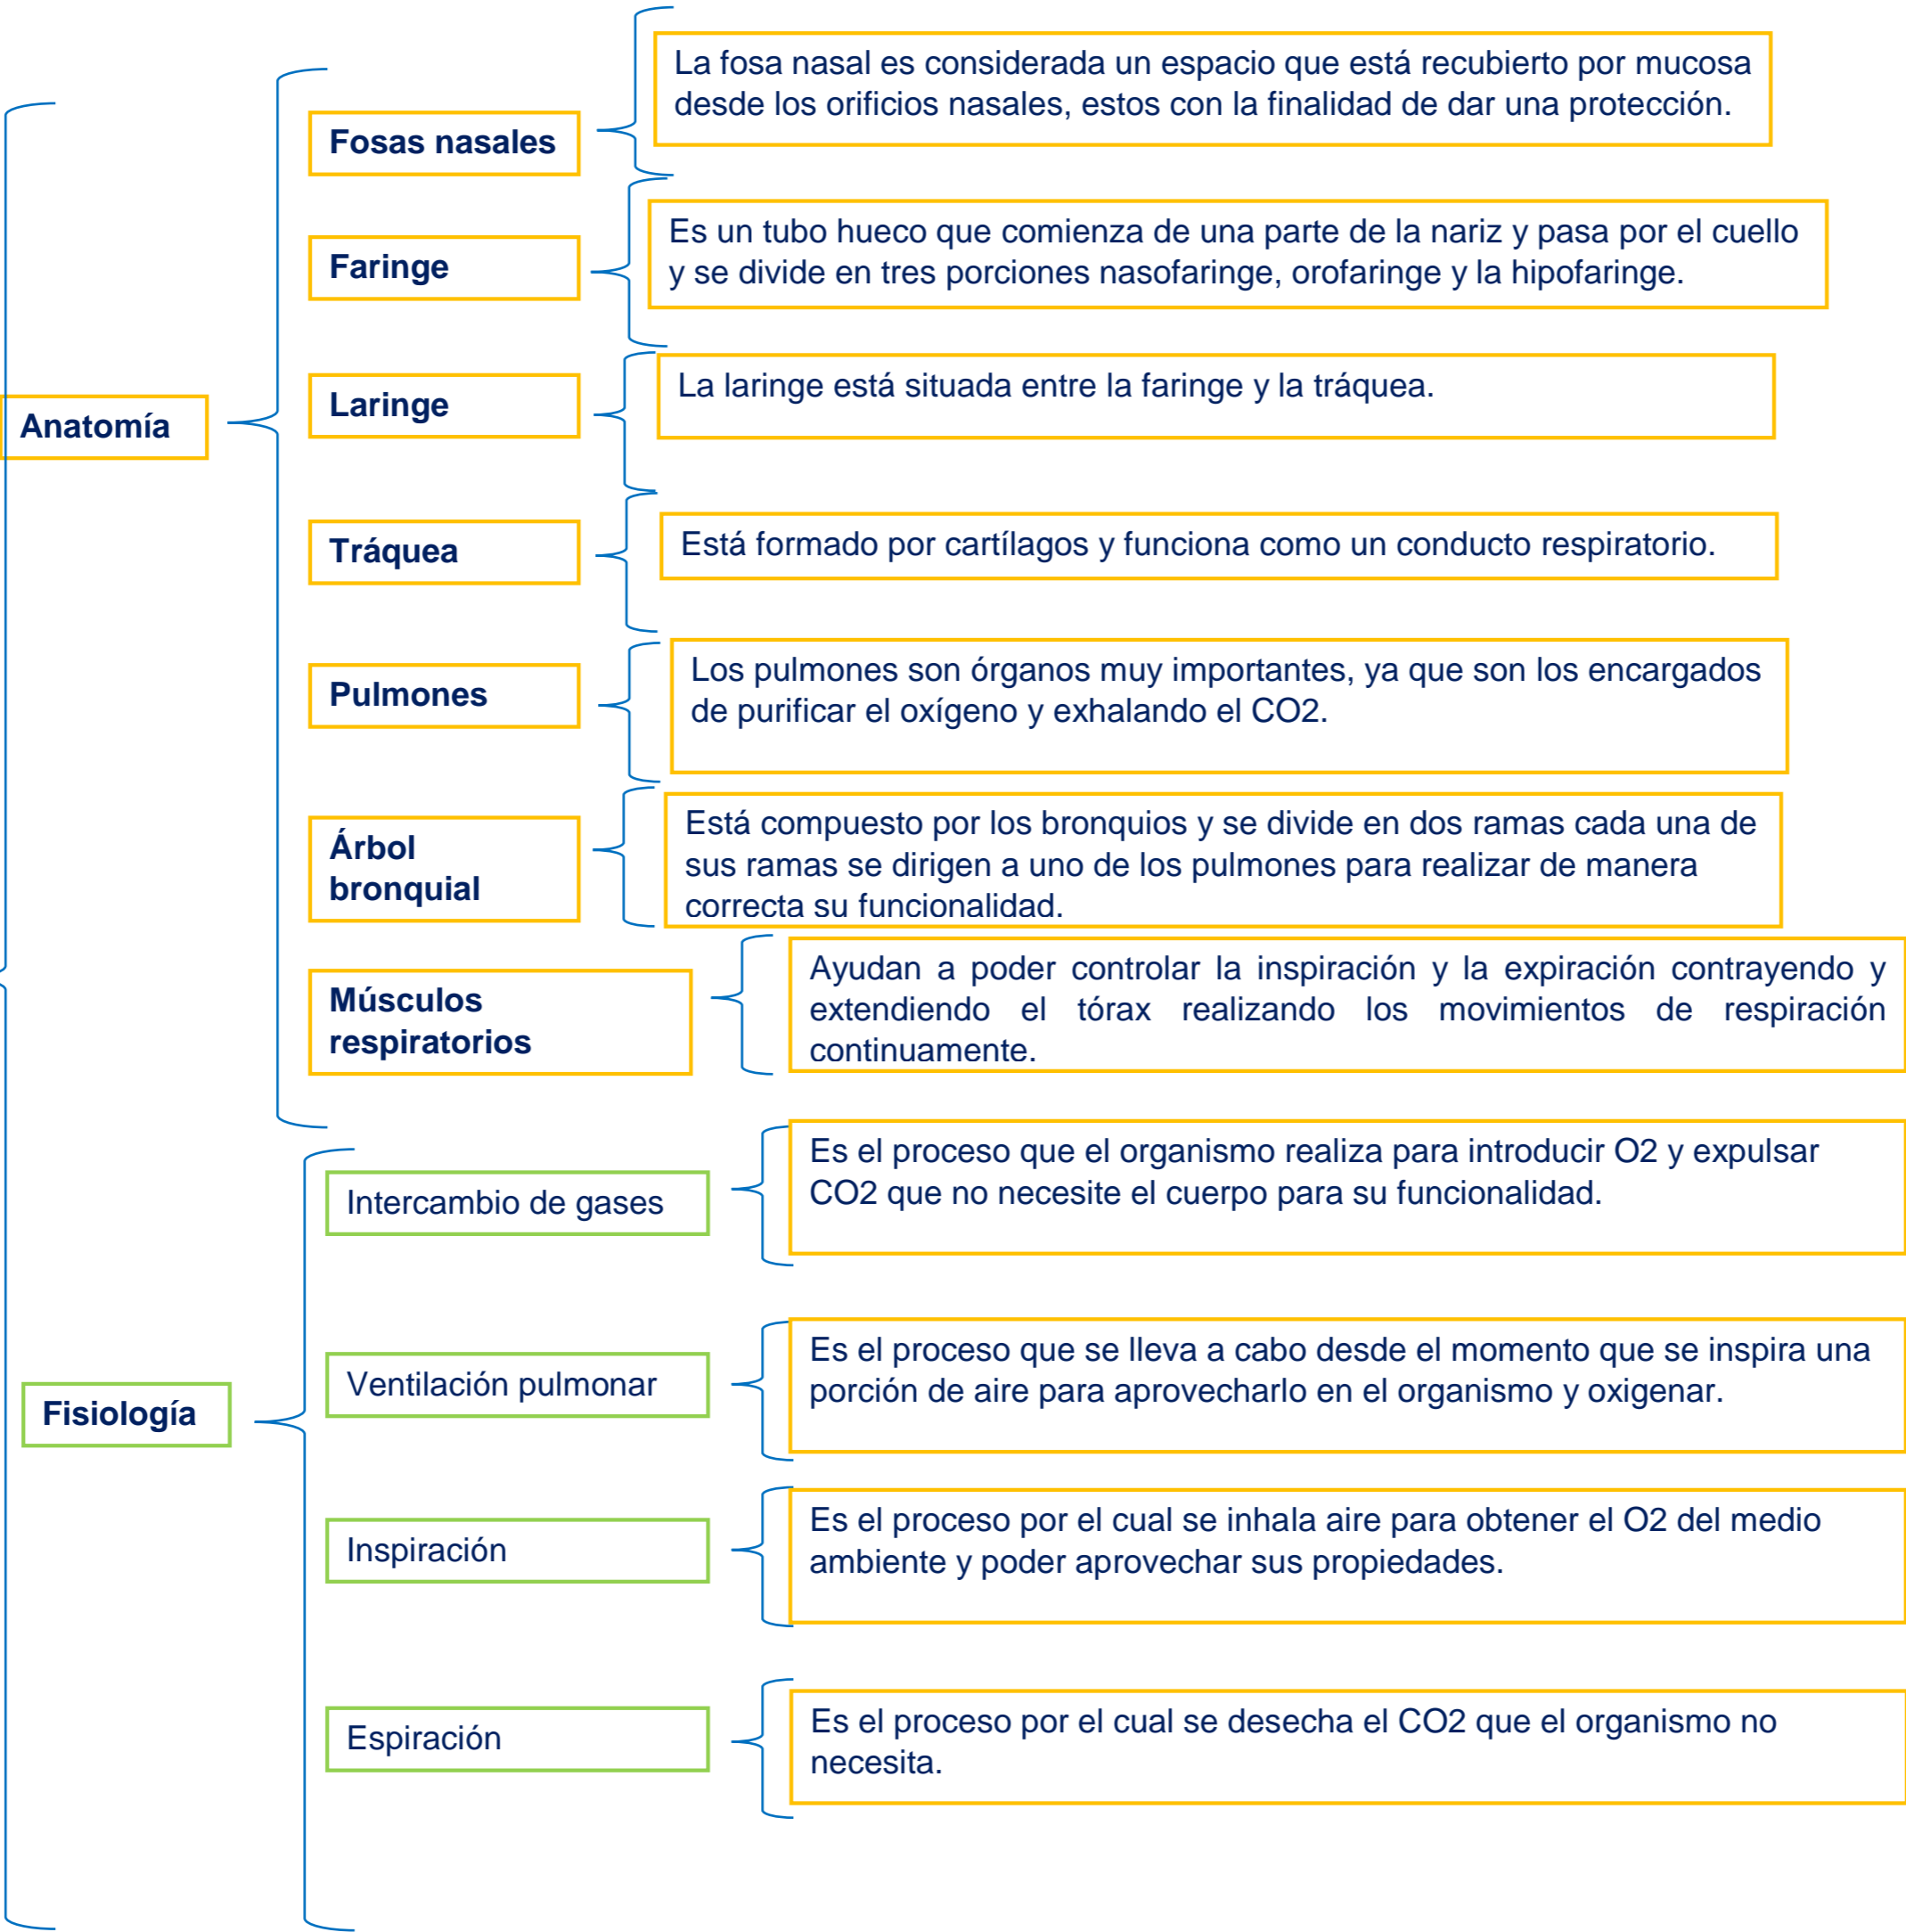 Anatomía
Fosas nasales
La fosa nasal es considerada un espacio que está recubierto por mucosa
desde los orificios nasales, estos con la finalidad de dar una protección.
Faringe
Es un tubo hueco que comienza de una parte de la nariz y pasa por el cuello
y se divide en tres porciones nasofaringe, orofaringe y la hipofaringe.
Laringe
La laringe está situada entre la faringe y la tráquea.
Tráquea
Está formado por cartílagos y funciona como un conducto respiratorio.
Pulmones
Los pulmones son órganos muy importantes, ya que son los encargados
de purificar el oxígeno y exhalando el CO2.
Árbol
bronquial
Está compuesto por los bronquios y se divide en dos ramas cada una de
sus ramas se dirigen a uno de los pulmones para realizar de manera
correcta su funcionalidad.
Músculos
respiratorios
Ayudan a poder controlar la inspiración y la expiración contrayendo y
extendiendo el tórax realizando los movimientos de respiración
continuamente.
Fisiología
Intercambio de gases
Es el proceso que el organismo realiza para introducir O2 y expulsar
CO2 que no necesite el cuerpo para su funcionalidad.
Ventilación pulmonar
Es el proceso que se lleva a cabo desde el momento que se inspira una
porción de aire para aprovecharlo en el organismo y oxigenar.
Inspiración
Es el proceso por el cual se inhala aire para obtener el O2 del medio
ambiente y poder aprovechar sus propiedades.
Espiración
Es el proceso por el cual se desecha el CO2 que el organismo no
necesita.